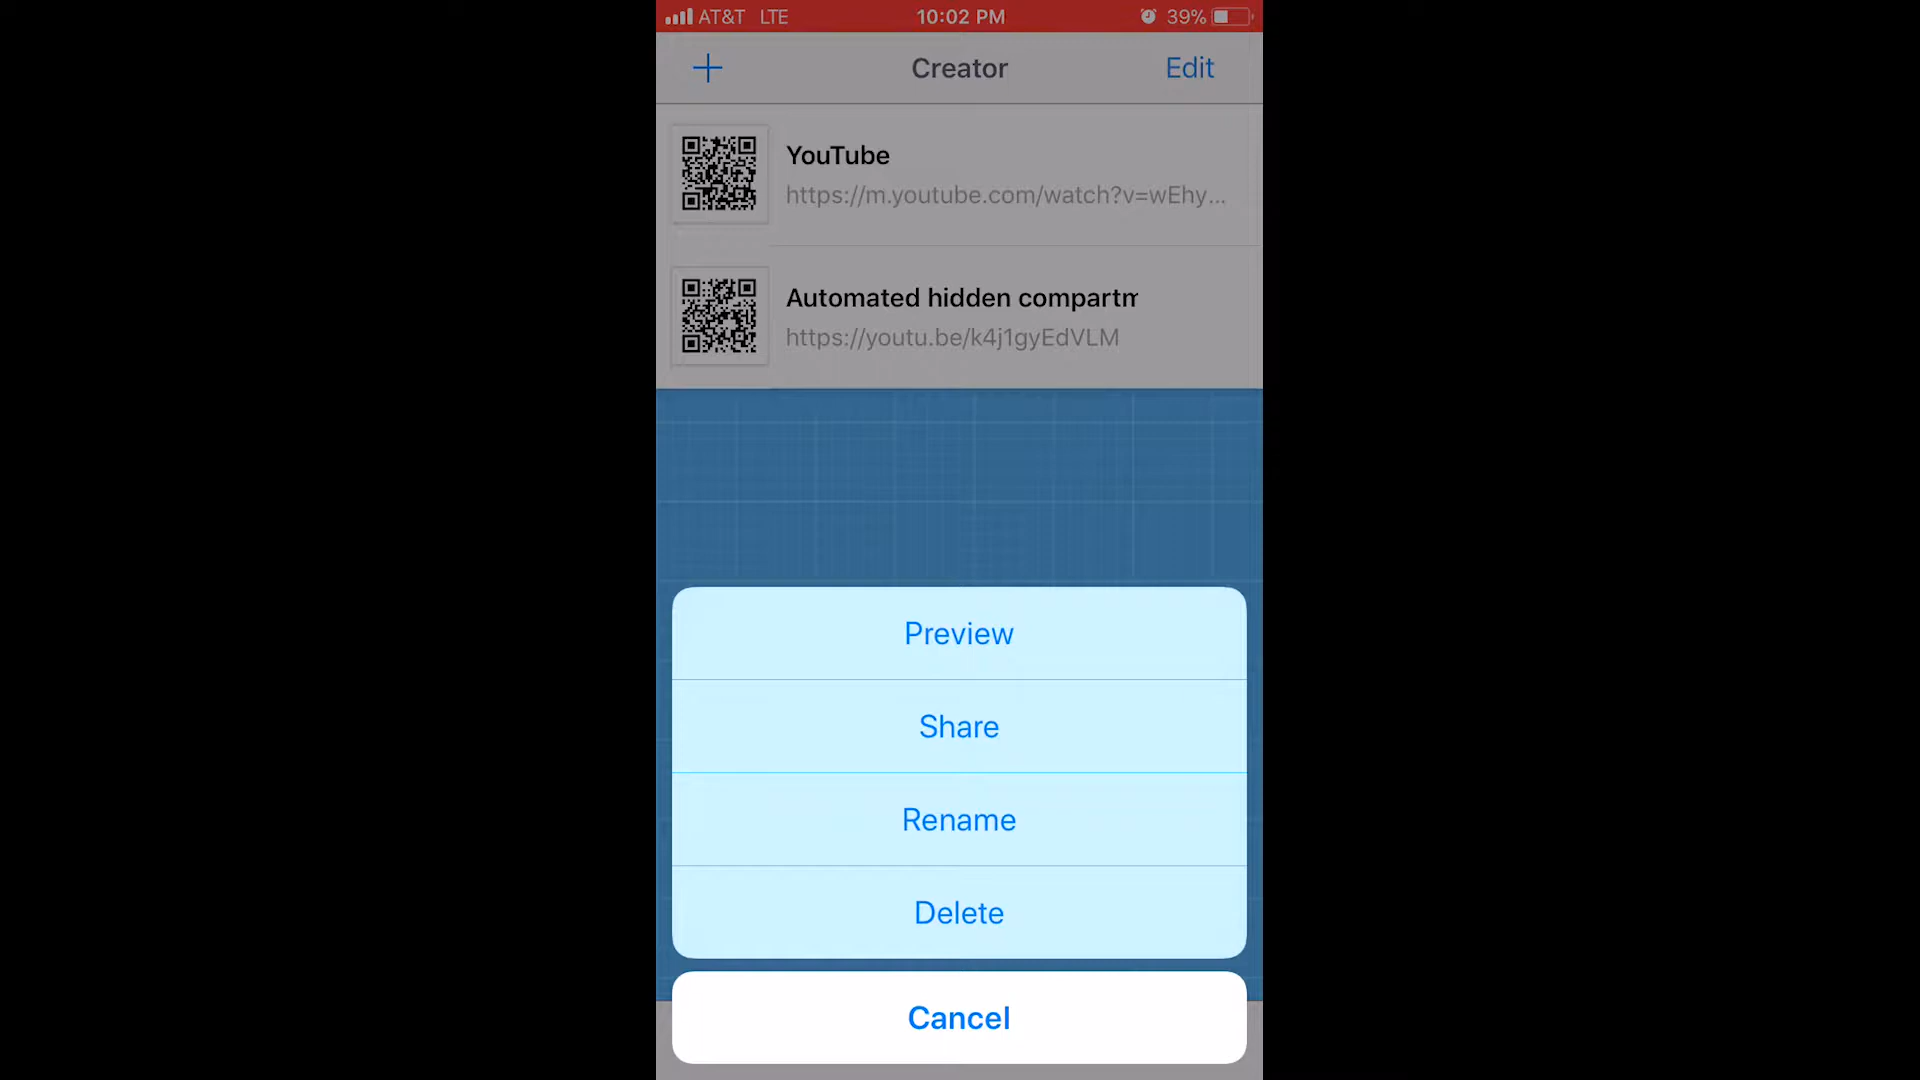 AT&T LTE 10:02 PM 39%
Creator Edit
YouTube
https://m.youtube.com/watch?v=wEhy...
Automated hidden compartm
https://youtu.be/k4j1gyEdVLM
Preview
Share
Rename
Delete
Cancel